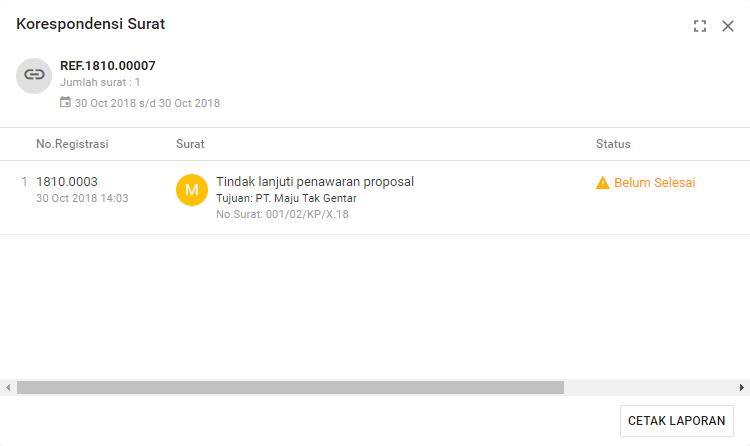 Korespondensi Surat
REF.1810.00007
Jumlah surat : 1
30 Oct 2018 s/d 30 Oct 2018
No.Registrasi Surat Status
1 1810.0003 M Tindak lanjuti penawaran proposal Belum Selesai
30 Oct 2018 14:03 Tujuan: PT. Maju Tak Gentar
No.Surat: 001/02/KP/X.18
CETAK LAPORAN